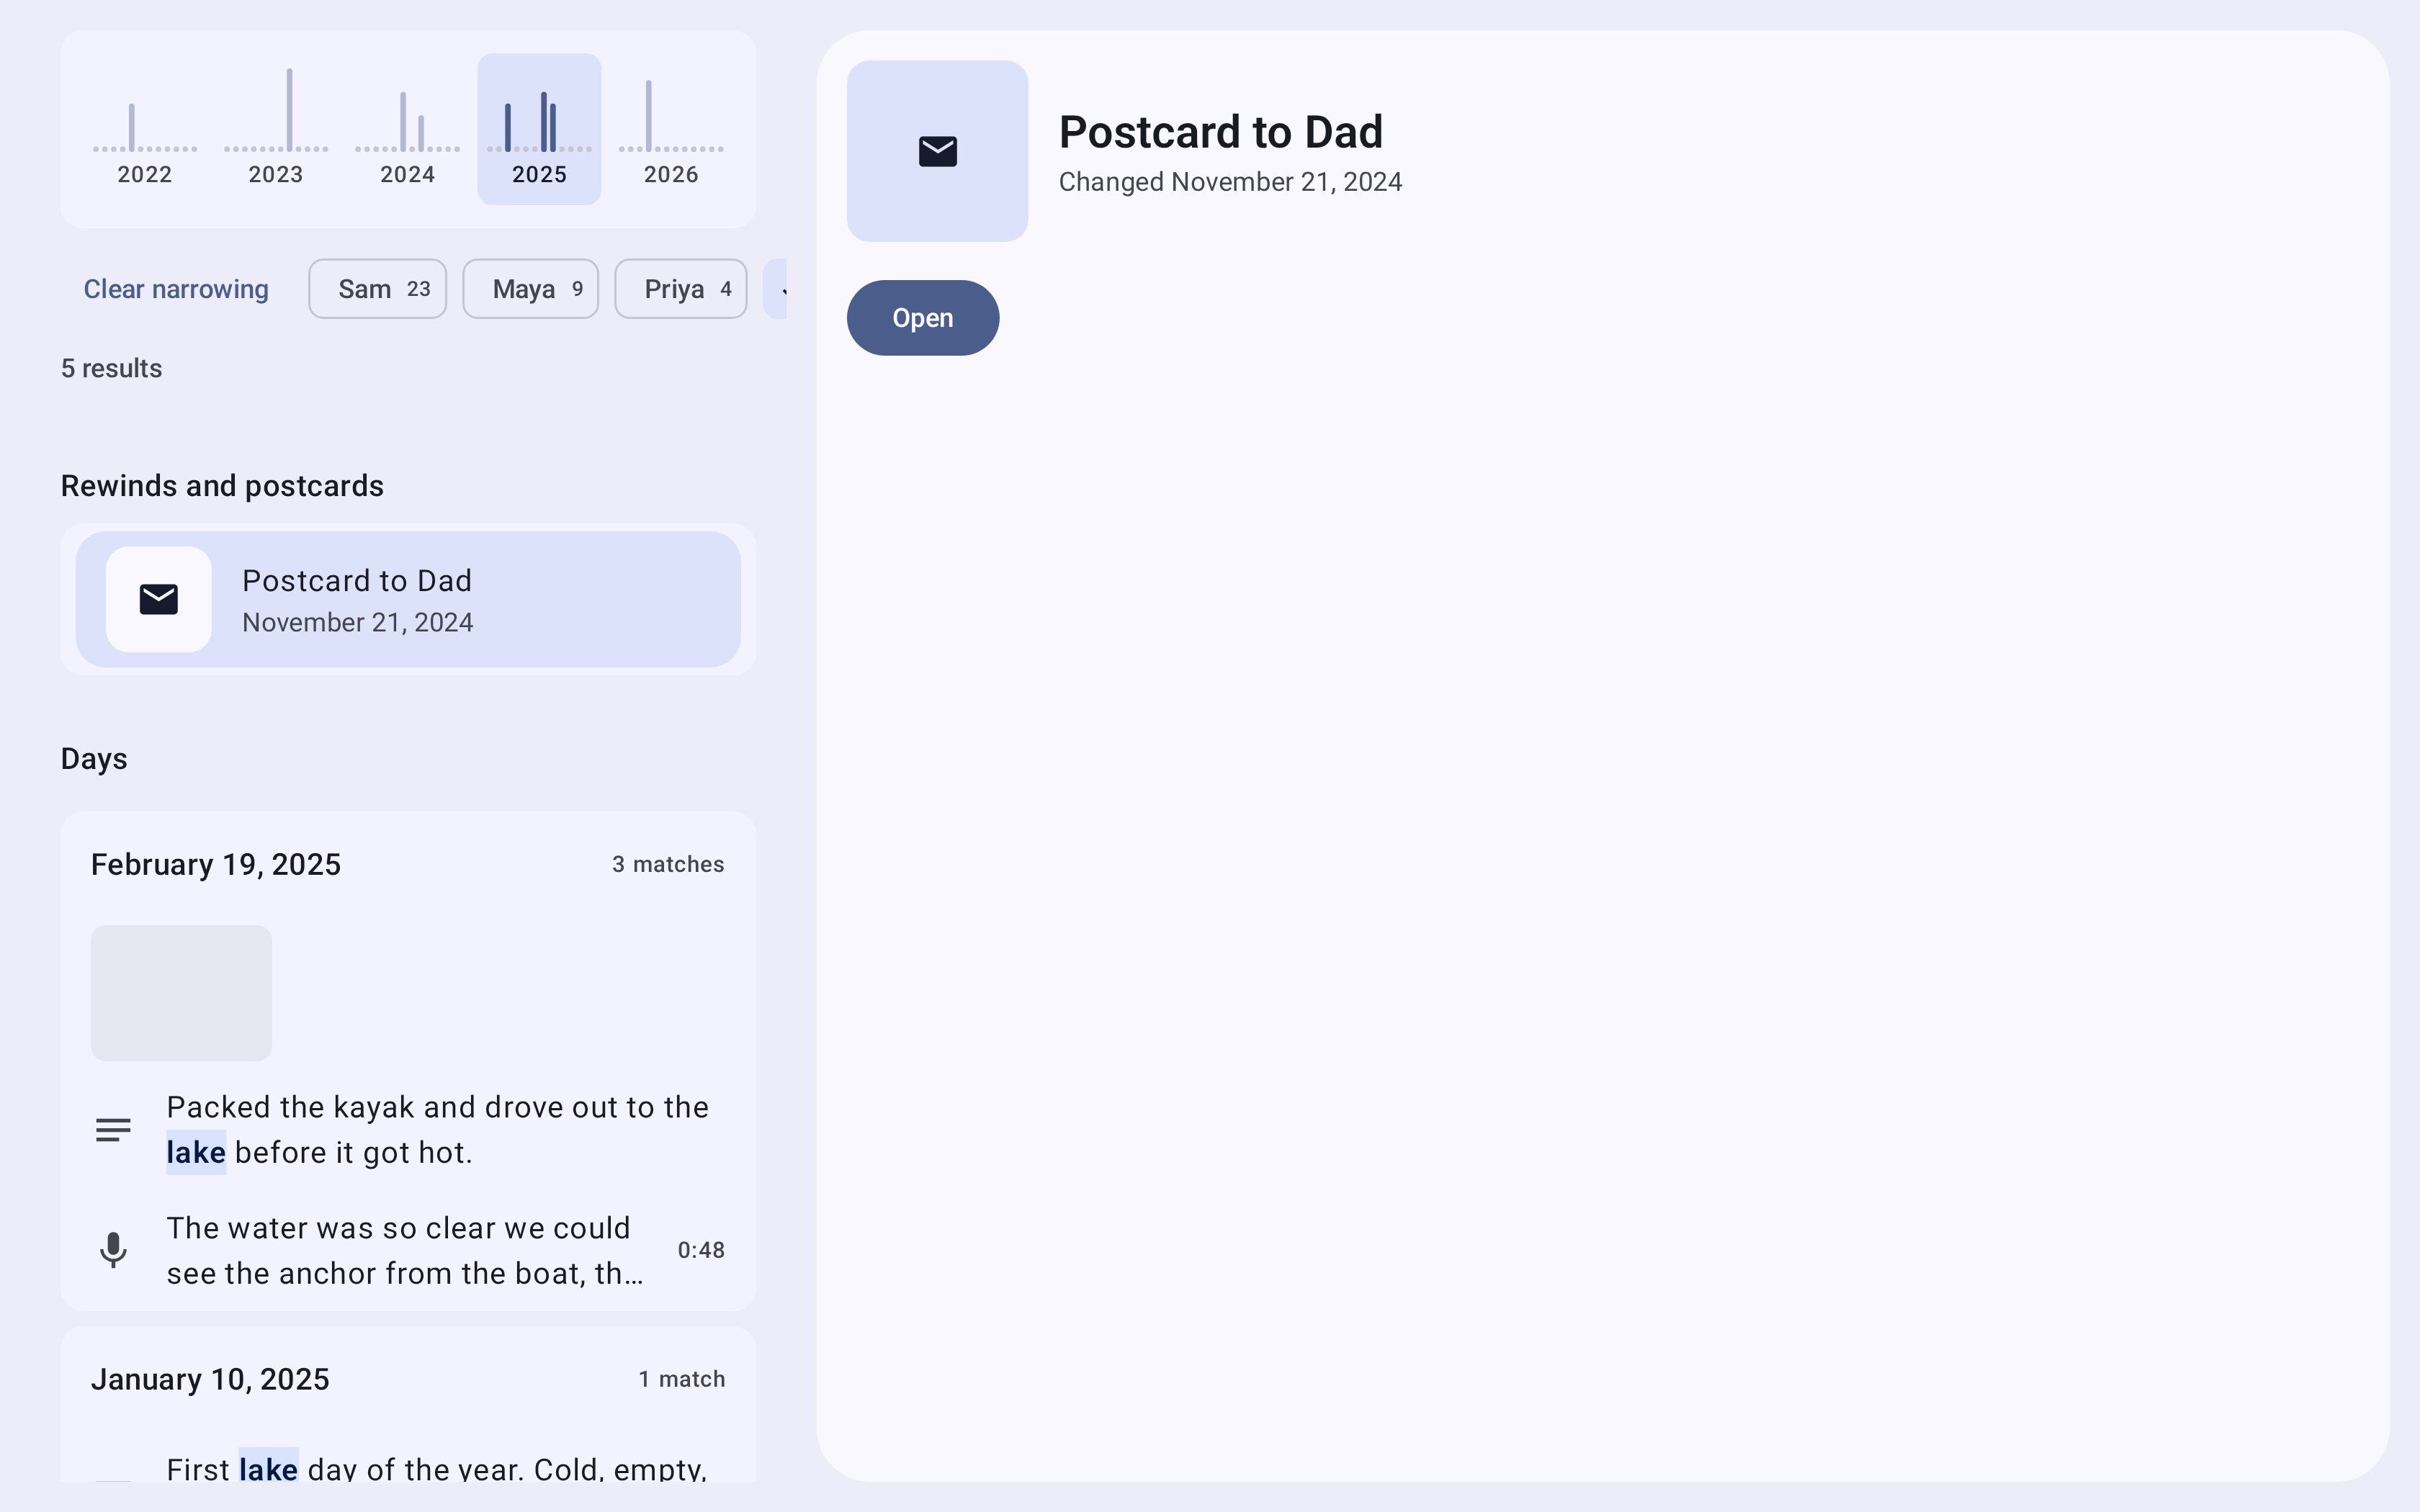 2022
2023
2024
2025
2026
Clear narrowing
Sam 23
Maya 9
Priya 4
5 results
Rewinds and postcards
Postcard to Dad
November 21, 2024
Days
February 19, 2025
3 matches
Packed the kayak and drove out to the
lake before it got hot.
The water was so clear we could
see the anchor from the boat, th…
0:48
January 10, 2025
1 match
First lake day of the year. Cold, empty,
Postcard to Dad
Changed November 21, 2024
Open